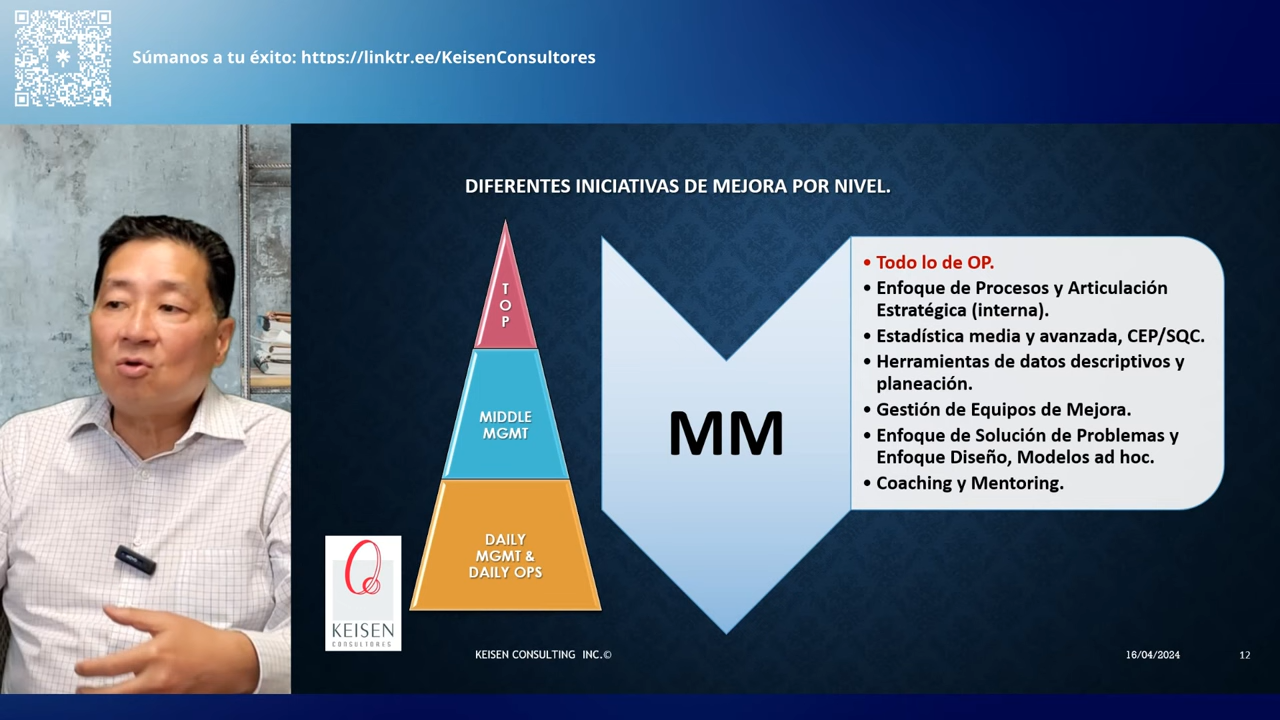 Súmanos a tu éxito: https://linktr.ee/KeisenConsultores
DIFERENTES INICIATIVAS DE MEJORA POR NIVEL.
T
O
P
MIDDLE
MGMT
DAILY
MGMT &
DAILY OPS
MM
• Todo lo de OP.
• Enfoque de Procesos y Articulación
Estratégica (interna).
• Estadística media y avanzada, CEP/SQC.
• Herramientas de datos descriptivos y
planeación.
• Gestión de Equipos de Mejora.
• Enfoque de Solución de Problemas y
Enfoque Diseño, Modelos ad hoc.
• Coaching y Mentoring.
KEISEN
CONSULTORES
KEISEN CONSULTING INC.©
16/04/2024
12